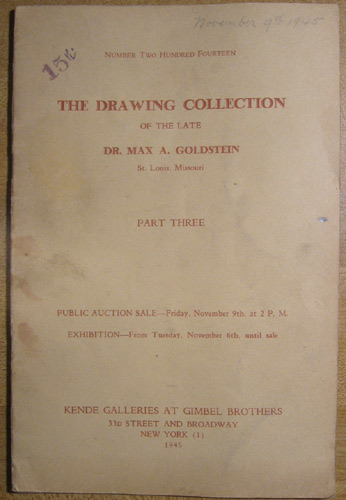 November 9th 1945
15¢
NUMBER TWO HUNDRED FOURTEEN
THE DRAWING COLLECTION
OF THE LATE
DR. MAX A. GOLDSTEIN
St. Louis, Missouri
PART THREE
PUBLIC AUCTION SALE—Friday, November 9th, at 2 P. M.
EXHIBITION—From Tuesday, November 6th, until sale
KENDE GALLERIES AT GIMBEL BROTHERS
33D STREET AND BROADWAY
NEW YORK (1)
1945